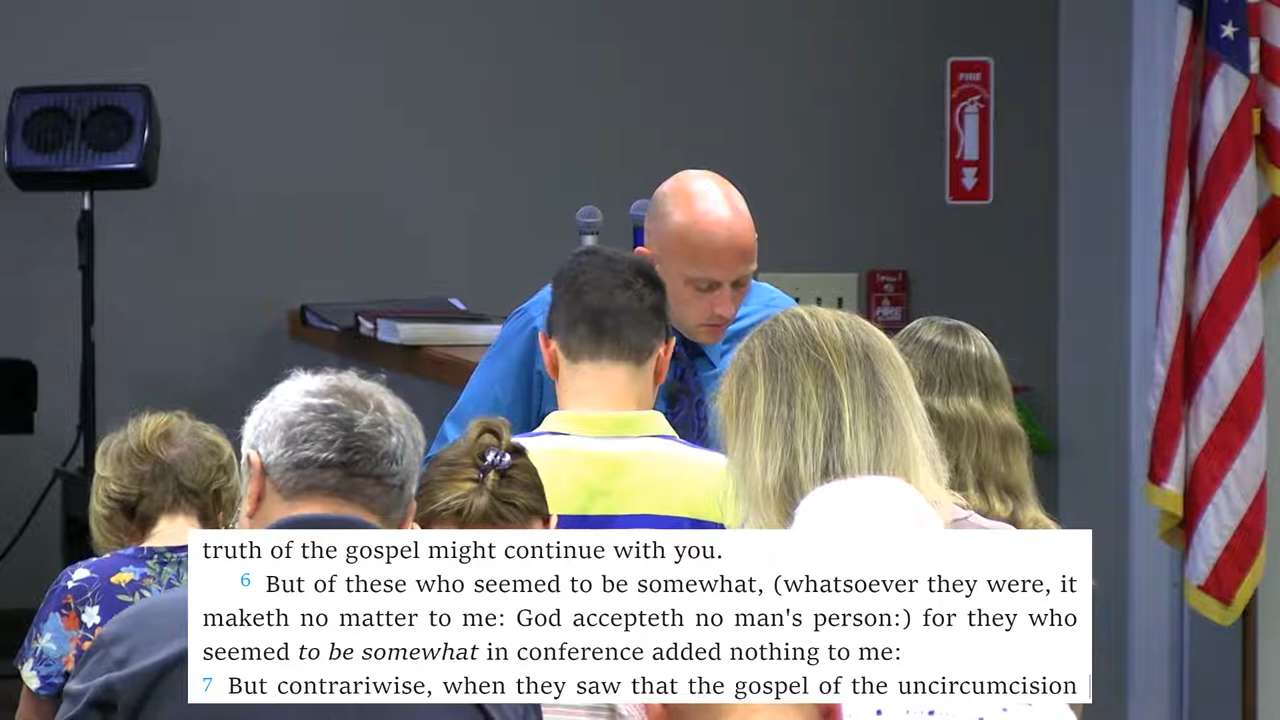 FIRE
FIRE
truth of the gospel might continue with you.
6 But of these who seemed to be somewhat, (whatsoever they were, it
maketh no matter to me: God accepteth no man's person:) for they who
seemed to be somewhat in conference added nothing to me:
7 But contrariwise, when they saw that the gospel of the uncircumcision